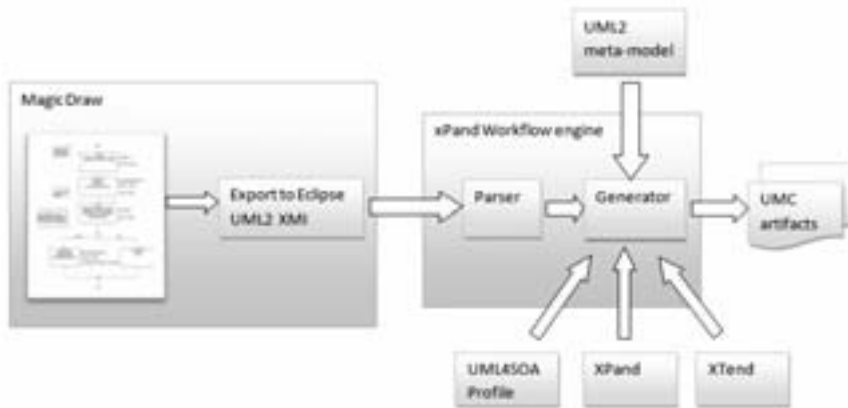 UML2
meta-model
Magic Draw
xPand Workflow engine
Export to Eclipse
UML2 XMI
Parser
Generator
UMC
artifacts
UML4SOA
Profile
XPand
XTend